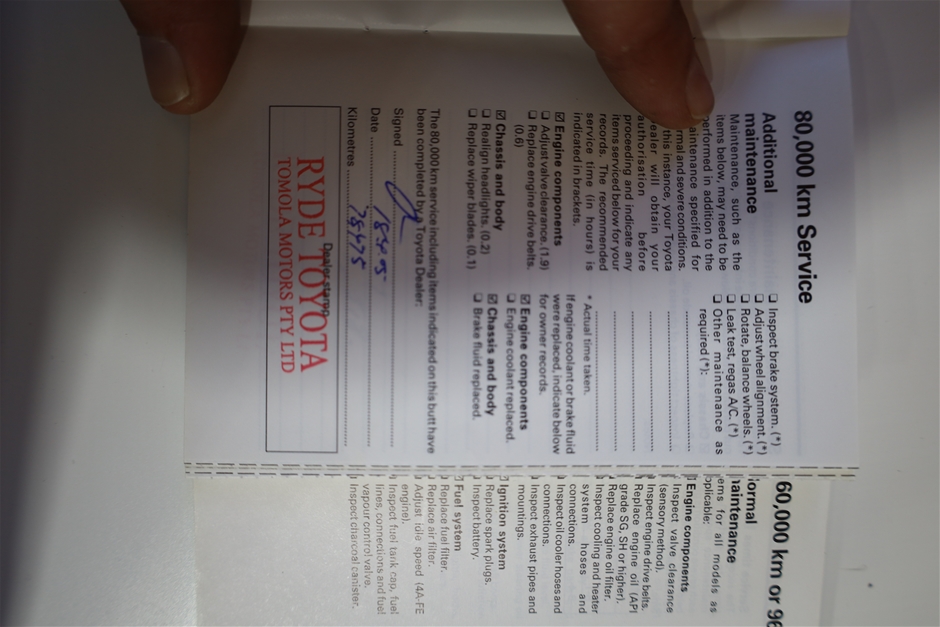 80,000 km Service
Additional
maintenance
Maintenance, such as the
items below, may need to be
performed in addition to the
maintenance specified for
normal and severe conditions.
this instance, your Toyota
dealer will obtain your
authorisation before
proceeding and indicate any
items serviced below for your
records. The recommended
service time (in hours) is
indicated in brackets.
☑ Engine components
❑ Adjust valve clearance. (1.9)
❑ Replace engine drive belts.
(0.6)
☑ Chassis and body
❑ Realign headlights. (0.2)
❑ Replace wiper blades. (0.1)
❑ Inspect brake system. (*)
❑ Adjust wheel alignment. (*)
❑ Rotate, balance wheels. (*)
❑ Leak test, regas A/C. (*)
❑ Other maintenance as
required (*):
* Actual time taken.
If engine coolant or brake fluid
were replaced, indicate below
for owner records.
☑ Engine components
❑ Engine coolant replaced.
☑ Chassis and body
❑ Brake fluid replaced.
The 80,000 km service including items indicated on this butt have
been completed by Toyota Dealer:
Signed
Date
Kilometres 78475
Dealer stamp
RYDE TOYOTA
TOMOLA MOTORS PTY LTD
60,000 km or 96
ormal
maintenance
ems for all models as
pplicable:
Engine components
Inspect valve clearance
(sensory method).
Inspect engine drive belts.
Replace engine oil (API
grade SG, SH or higher).
Replace engine oil filter.
Inspect cooling and heater
system hoses and
connections.
Inspect oil cooler hoses and
connections.
Inspect exhaust pipes and
mountings.
Ignition system
Replace spark plugs.
Inspect battery.
Fuel system
Replace fuel filter.
Replace air filter.
Adjust idle speed (4A-FE
engine).
Inspect fuel tank cap, fuel
lines, connections and fuel
vapour control valve.
Inspect charcoal canister.